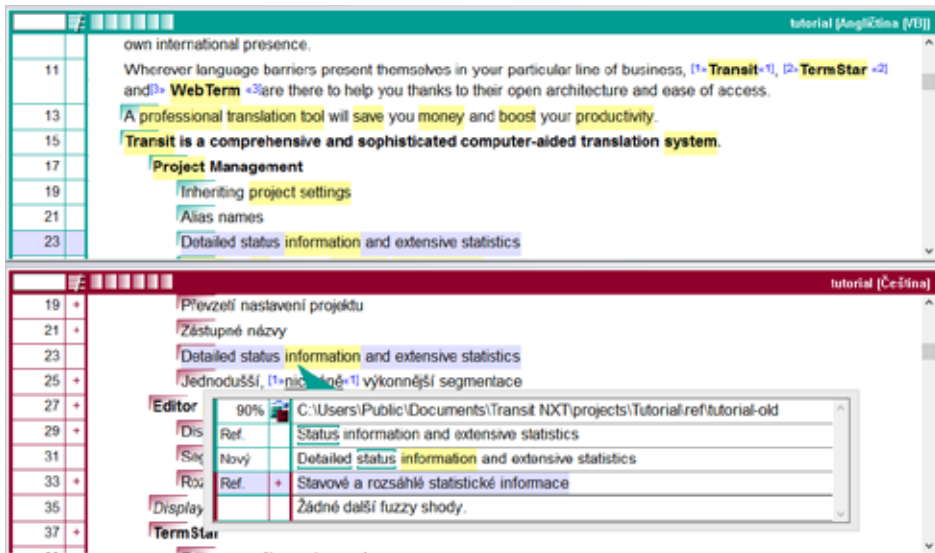 tutorial [Angličtina (VB)]
own international presence.
11 Wherever language barriers present themselves in your particular line of business, [1»Transit«1], [2»TermStar «2]
and[3» WebTerm «3]are there to help you thanks to their open architecture and ease of access.
13 A professional translation tool will save you money and boost your productivity.
15 Transit is a comprehensive and sophisticated computer-aided translation system.
17 Project Management
19 Inheriting project settings
21 Alias names
23 Detailed status information and extensive statistics
tutorial [Čeština]
19 + Převzetí nastavení projektu
21 + Zástupné názvy
23 Detailed status information and extensive statistics
25 + Jednodušší, [1» «1] výkonnější segmentace
27 + Editor
29 + Dis
31 Seg
33 + Roz
35 Display
37 + TermStar
90% C:\Users\Public\Documents\Transit NXT\projects\Tutorial\ref\tutorial-old
Ref. Status information and extensive statistics
Nový Detailed status information and extensive statistics
Ref. + Stavové a rozsáhlé statistické informace
Žádné další fuzzy shody.